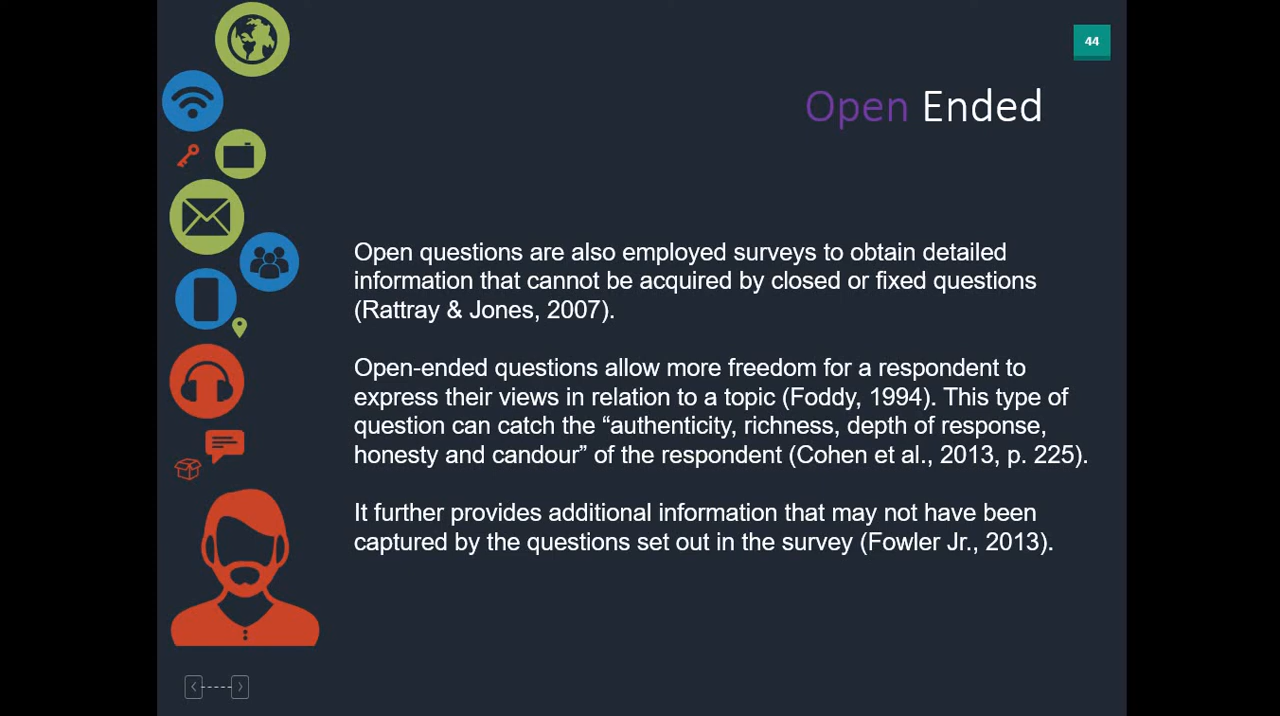 44
Open Ended
Open questions are also employed surveys to obtain detailed
information that cannot be acquired by closed or fixed questions
(Rattray & Jones, 2007).
Open-ended questions allow more freedom for a respondent to
express their views in relation to a topic (Foddy, 1994). This type of
question can catch the “authenticity, richness, depth of response,
honesty and candour” of the respondent (Cohen et al., 2013, p. 225).
It further provides additional information that may not have been
captured by the questions set out in the survey (Fowler Jr., 2013).